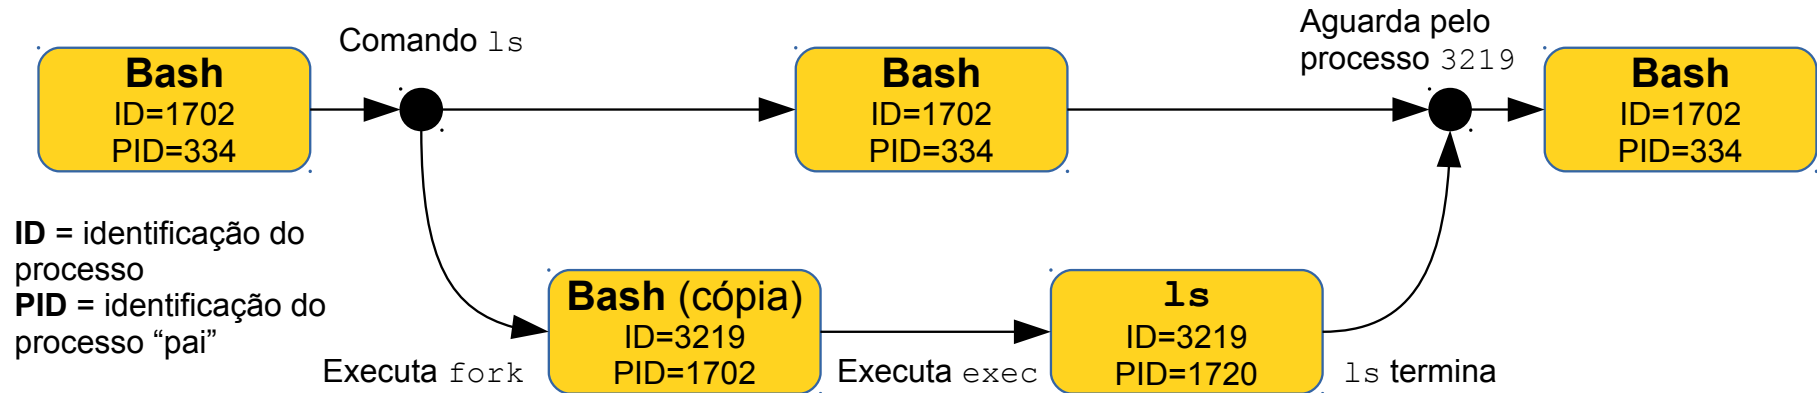 Comando ls
Aguarda pelo
processo 3219
Bash
ID=1702
PID=334
Bash
ID=1702
PID=334
Bash
ID=1702
PID=334
ID = identificação do
processo
PID = identificação do
processo “pai”
Executa fork
Bash (cópia)
ID=3219
PID=1702
Executa exec
ls
ID=3219
PID=1720
ls termina